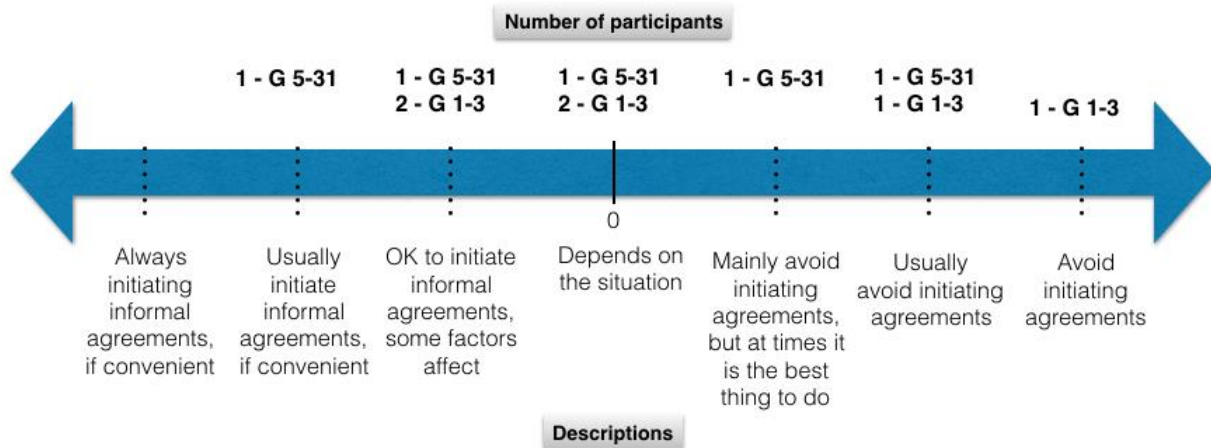 Number of participants
1 - G 5-31
1 - G 5-31
2 - G 1-3
1 - G 5-31
2 - G 1-3
1 - G 5-31
1 - G 5-31
1 - G 1-3
1 - G 1-3
0
Always
initiating
informal
agreements,
if convenient
Usually
initiate
informal
agreements,
if convenient
OK to initiate
informal
agreements,
some factors
affect
Depends on
the situation
Mainly avoid
initiating
agreements,
but at times it
is the best
thing to do
Usually
avoid initiating
agreements
Avoid
initiating
agreements
Descriptions